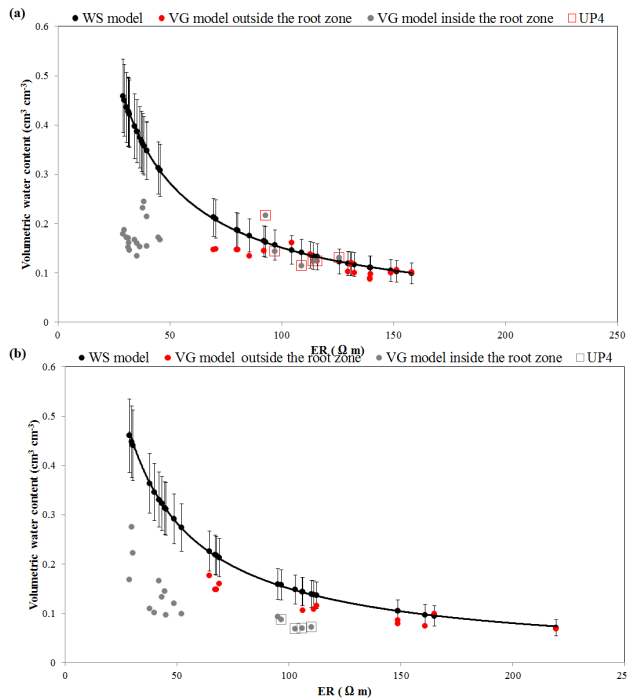 (a)
WS model VG model outside the root zone VG model inside the root zone UP4
0.6
0.5
0.4
0.3
0.2
0.1
0
Volumetric water content (cm³ cm⁻³)
0 50 100 150 200 250
ER ( Ω m)
(b)
WS model VG model outside the root zone VG model inside the root zone UP4
0.6
0.5
0.4
0.3
0.2
0.1
0
Volumetric water content (cm³ cm⁻³)
0 50 100 150 200 25